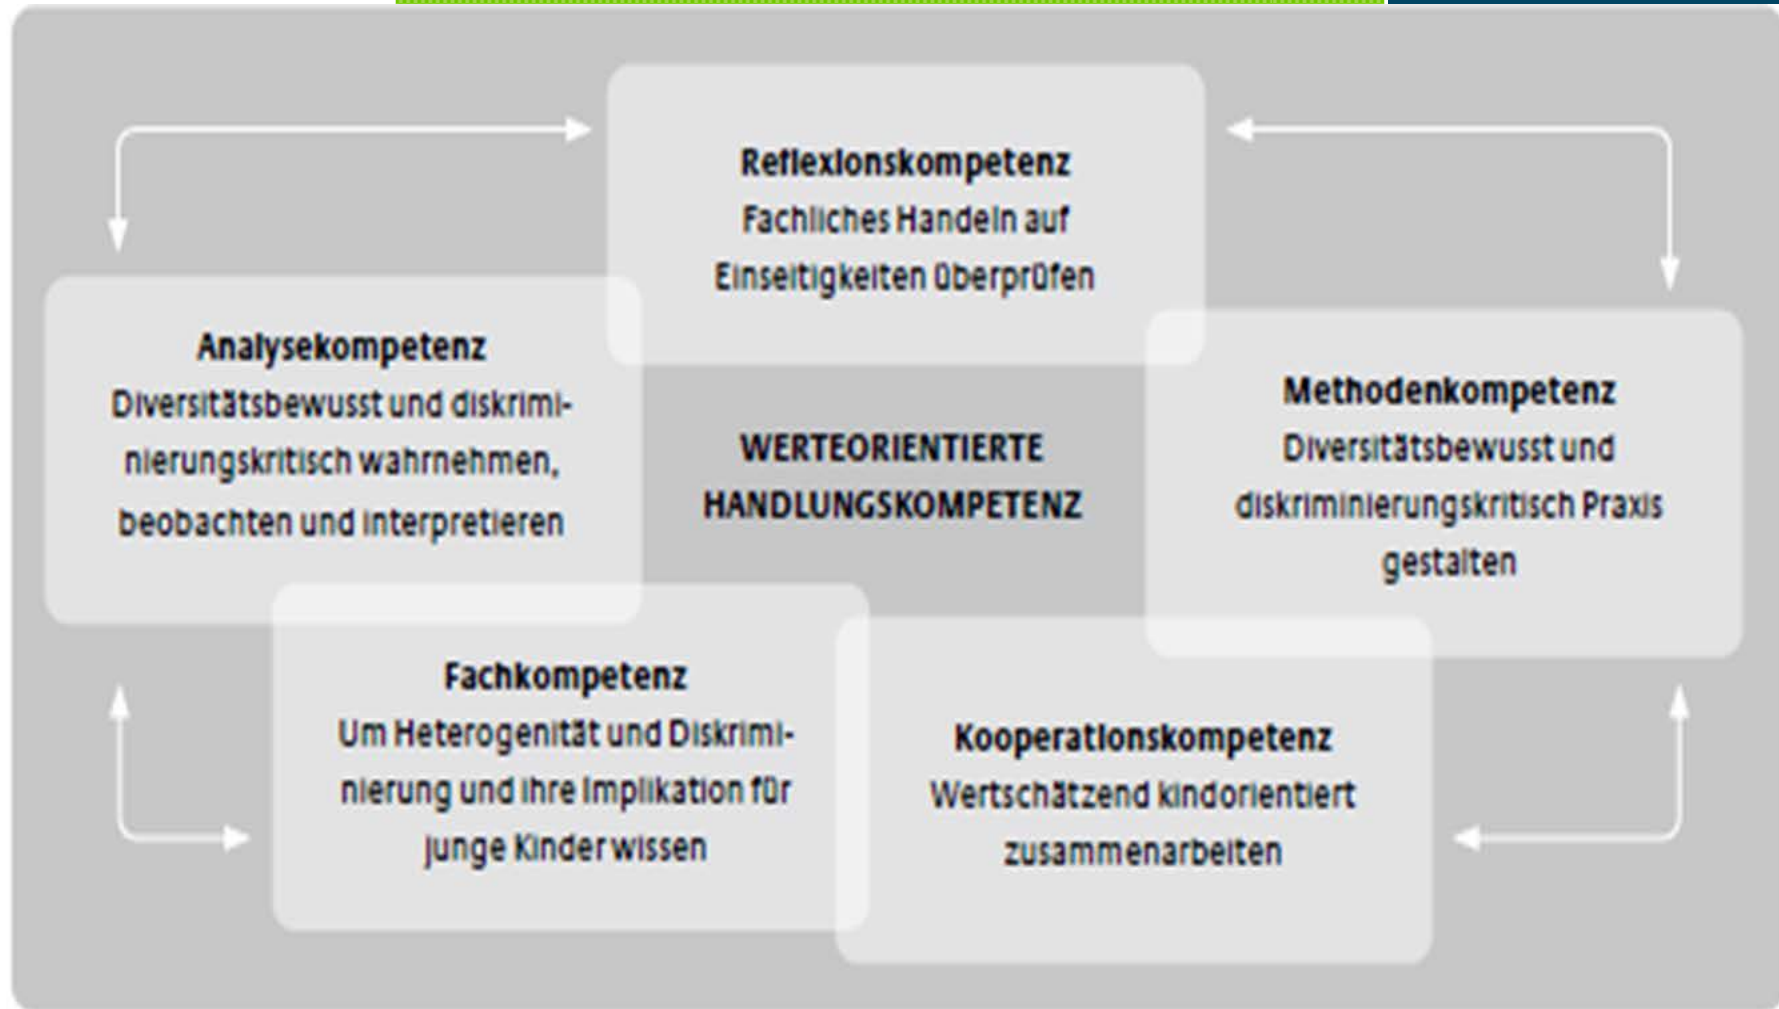 Reflexionskompetenz
Fachliches Handeln auf
Einseitigkeiten überprüfen
Analysekompetenz
Diversitätsbewusst und diskrimi-
nierungskritisch wahrnehmen,
beobachten und interpretieren
WERTEORIENTIERTE
HANDLUNGSKOMPETENZ
Methodenkompetenz
Diversitätsbewusst und
diskriminierungskritisch Praxis
gestalten
Fachkompetenz
Um Heterogenität und Diskrimi-
nierung und ihre Implikation für
junge Kinder wissen
Kooperationskompetenz
Wertschätzend kindorientiert
zusammenarbeiten